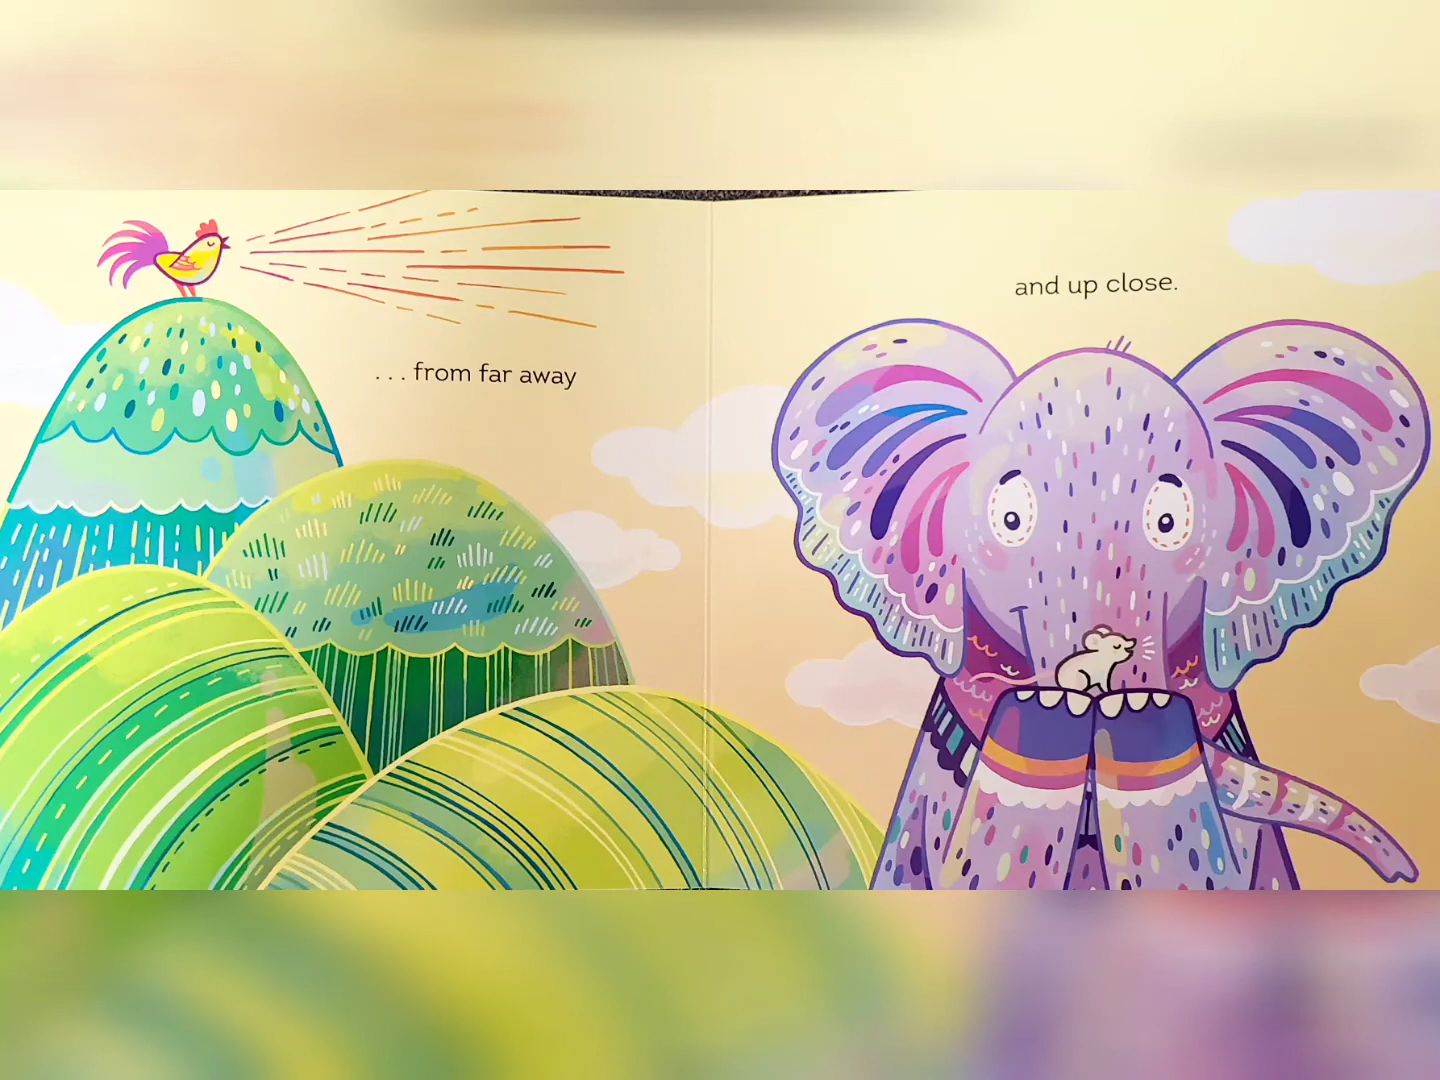 . . . from far away
and up close.